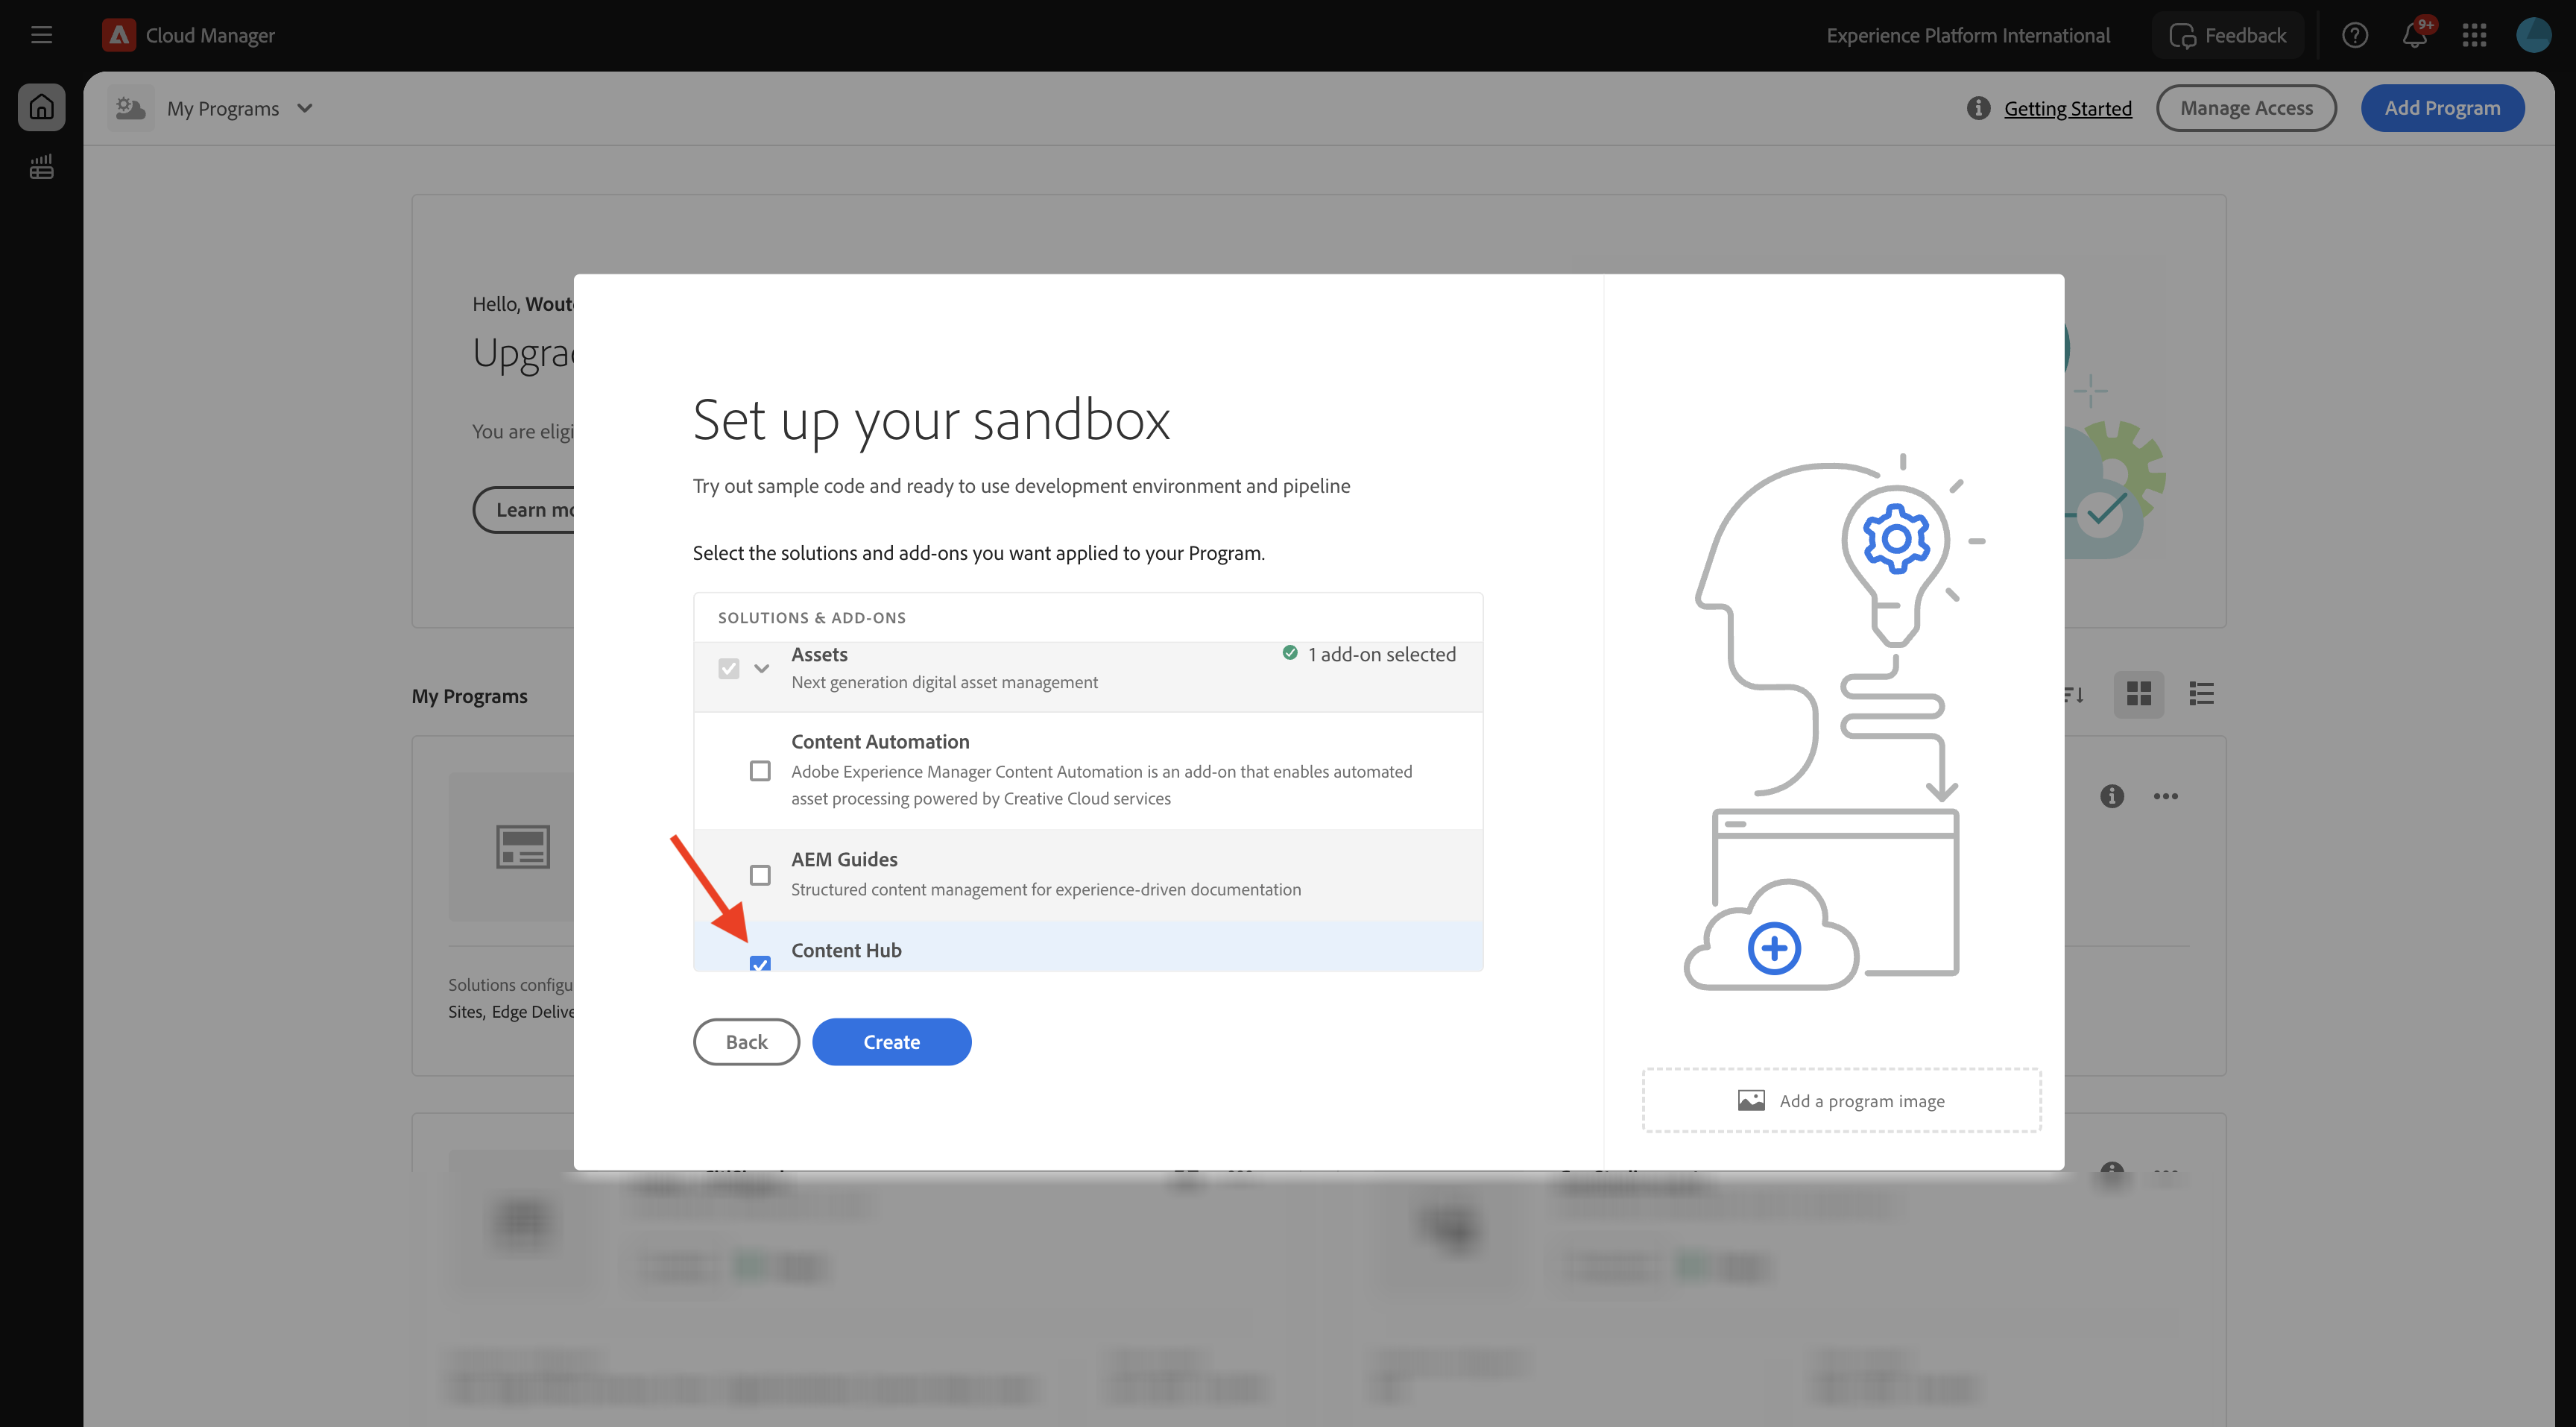 Cloud Manager
Experience Platform International
Feedback
9+
My Programs
Getting Started
Manage Access
Add Program
Hello, Wout
Upgra
You are eligi
Learn mo
Set up your sandbox
Try out sample code and ready to use development environment and pipeline
Select the solutions and add-ons you want applied to your Program.
SOLUTIONS & ADD-ONS
Assets
1 add-on selected
Next generation digital asset management
Content Automation
Adobe Experience Manager Content Automation is an add-on that enables automated
asset processing powered by Creative Cloud services
AEM Guides
Structured content management for experience-driven documentation
Content Hub
Back
Create
Add a program image
My Programs
Solutions configu
Sites, Edge Delive